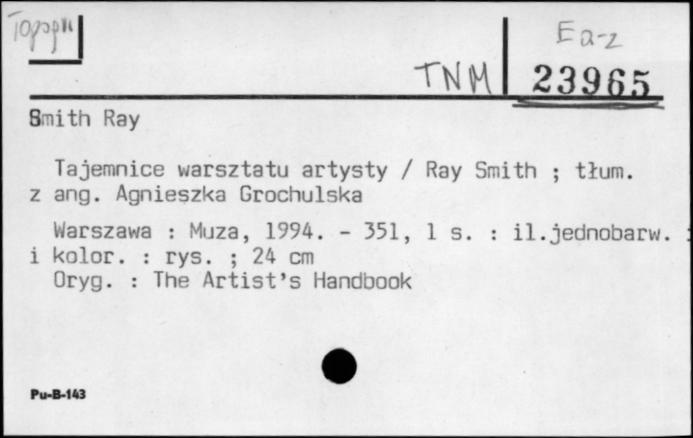 Ea-z
TNM 23965
Smith Ray
Tajemnice warsztatu artysty / Ray Smith ; tłum.
z ang. Agnieszka Grochulska
Warszawa : Muza, 1994. - 351, 1 s. : il.jednobarw. :
i kolor. : rys. ; 24 cm
Oryg. : The Artist's Handbook
Pu-B-143